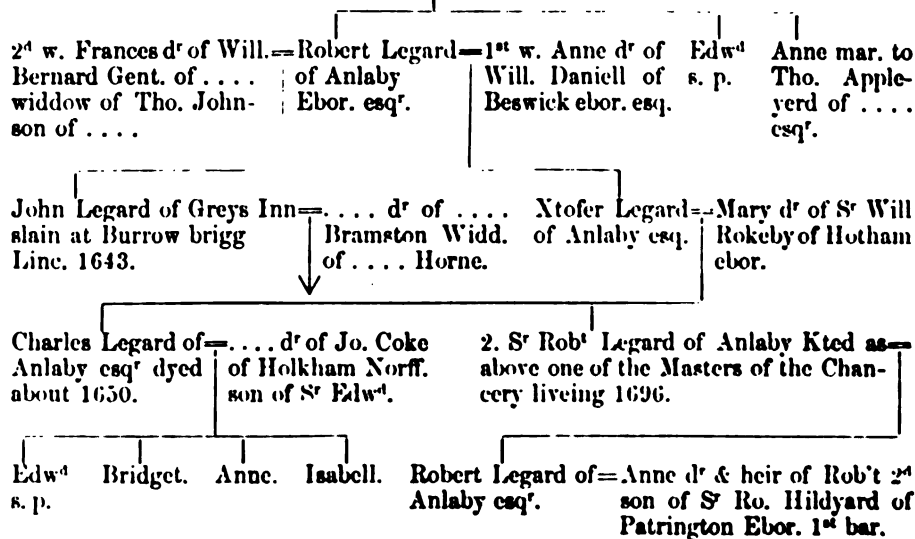 2ᵈ w. Frances dʳ of Will.
Bernard Gent. of . . . .
widdow of Tho. John-
son of . . . .
=Robert Legard=
of Anlaby
Ebor. esqʳ.
1ˢᵗ w. Anne dʳ of
Will. Daniell of
Beswick ebor. esq.
Edwᵈ
s. p.
Anne mar. to
Tho. Apple-
yerd of . . . .
esqʳ.
John Legard of Greys Inn=
slain at Burrow brigg
Linc. 1643.
. . . . dʳ of . . . .
Bramston Widd.
of . . . . Horne.
Xtofer Legard=
of Anlaby esq.
Mary dʳ of Sʳ Will
Rokeby of Hotham
ebor.
Charles Legard of=
Anlaby esqʳ dyed
about 1650.
. . . . dʳ of Jo. Coke
of Holkham Norff.
son of Sʳ Edwᵈ.
2. Sʳ Robᵗ Legard of Anlaby Kted as=
above one of the Masters of the Chan-
cery liveing 1696.
Edwᵈ
s. p.
Bridget.
Anne.
Isabell.
Robert Legard of=
Anlaby esqʳ.
Anne dʳ & heir of Rob't 2ᵈ
son of Sʳ Ro. Hildyard of
Patrington Ebor. 1ˢᵗ bar.